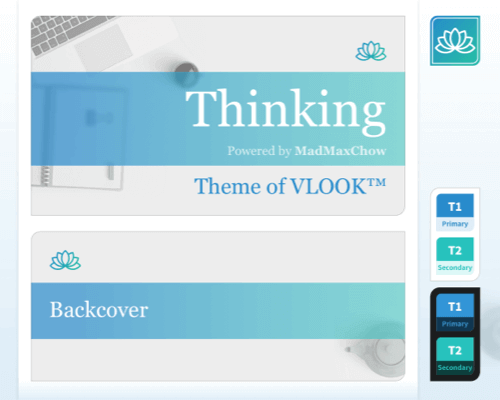 Thinking
Powered by MadMaxChow
Theme of VLOOK™
Backcover
T1
Primary
T2
Secondary
T1
Primary
T2
Secondary